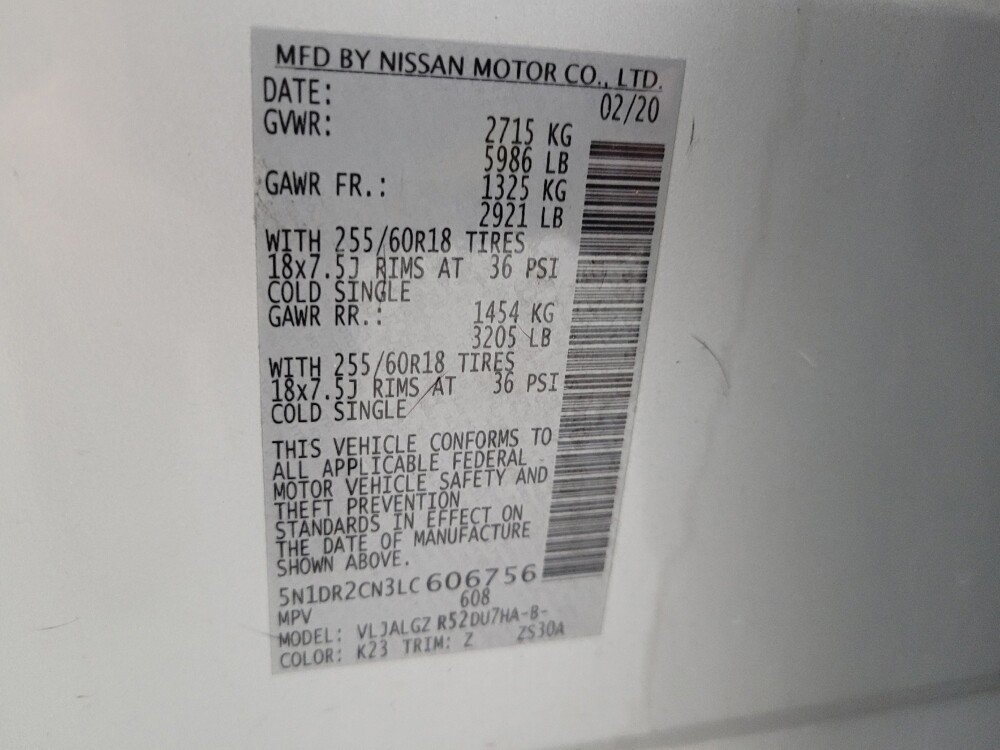 MFD BY NISSAN MOTOR CO., LTD.
DATE: 02/20
GVWR: 2715 KG
5986 LB
GAWR FR.: 1325 KG
2921 LB
WITH 255/60R18 TIRES
18x7.5J RIMS AT 36 PSI
COLD SINGLE
GAWR RR.: 1454 KG
3205 LB
WITH 255/60R18 TIRES
18x7.5J RIMS AT 36 PSI
COLD SINGLE
THIS VEHICLE CONFORMS TO
ALL APPLICABLE FEDERAL
MOTOR VEHICLE SAFETY AND
THEFT PREVENTION
STANDARDS IN EFFECT ON
THE DATE OF MANUFACTURE
SHOWN ABOVE.
5N1DR2CN3LC606756
MPV 608
MODEL: VLJALGZ R52DU7HA-B-
COLOR: K23 TRIM: Z ZS30A